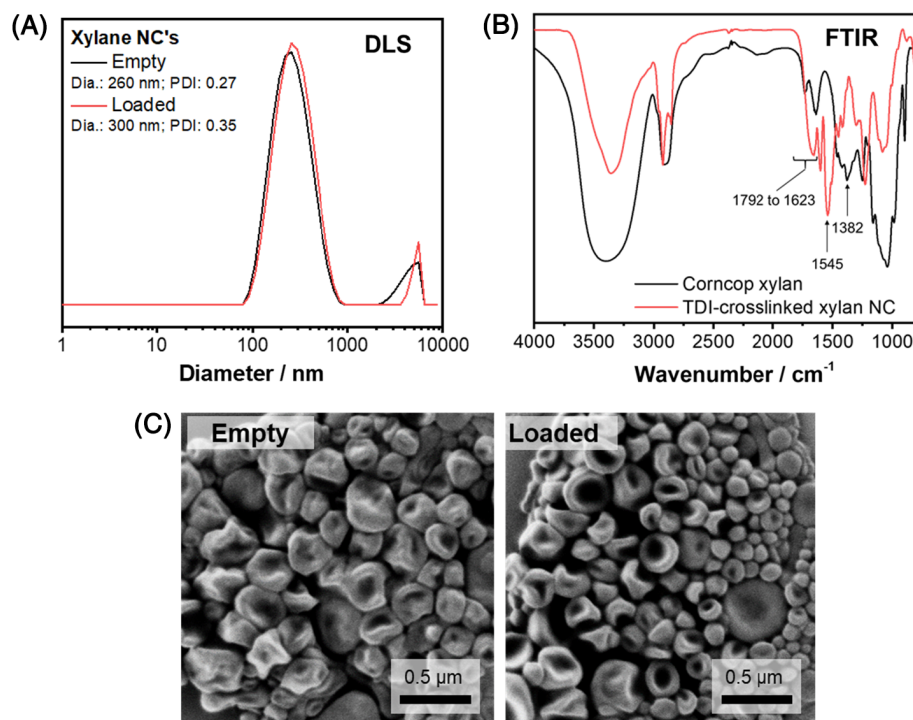 (A)
Xylane NC's
Empty
Dia.: 260 nm; PDI: 0.27
Loaded
Dia.: 300 nm; PDI: 0.35
DLS
1 10 100 1000 10000
Diameter / nm
(B)
FTIR
1792 to 1623
1382
1545
Corncop xylan
TDI-crosslinked xylan NC
4000 3500 3000 2500 2000 1500 1000
Wavenumber / cm⁻¹
(C)
Empty
0.5 µm
Loaded
0.5 µm